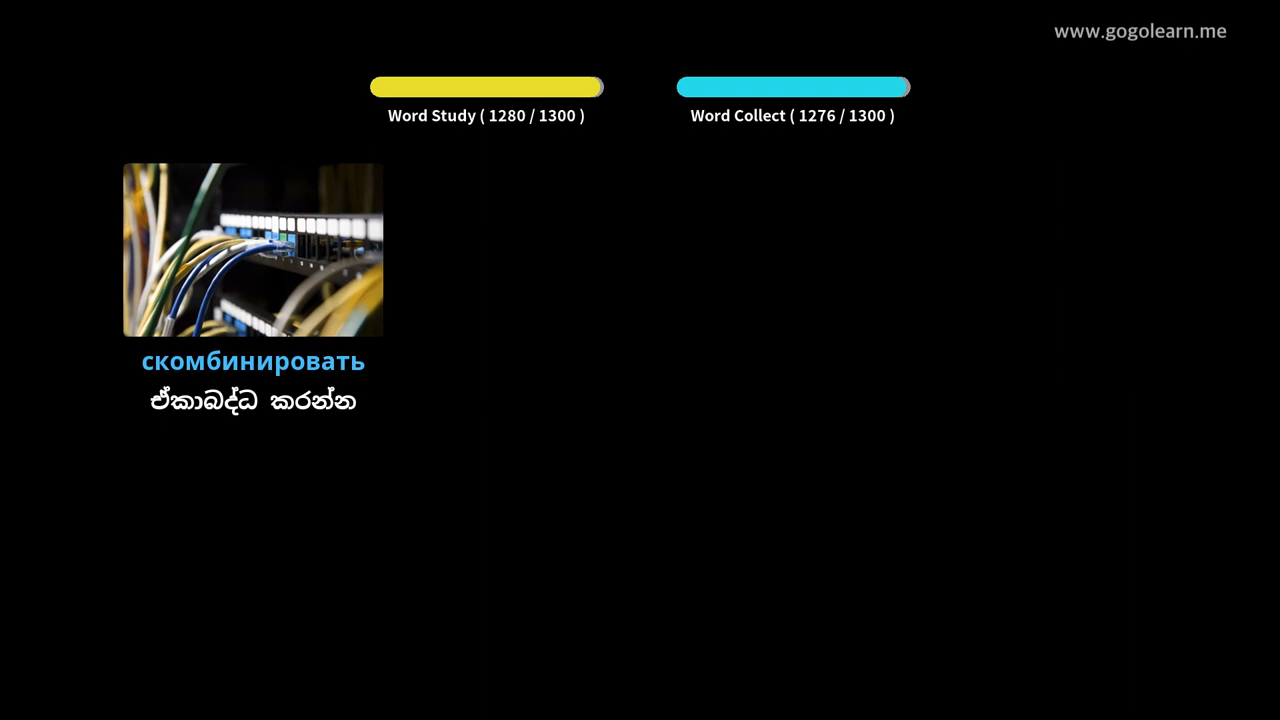 www.gogolearn.me
Word Study ( 1280 / 1300 )
Word Collect ( 1276 / 1300 )
скомбинировать
ඒකාබද්ධ කරන්න